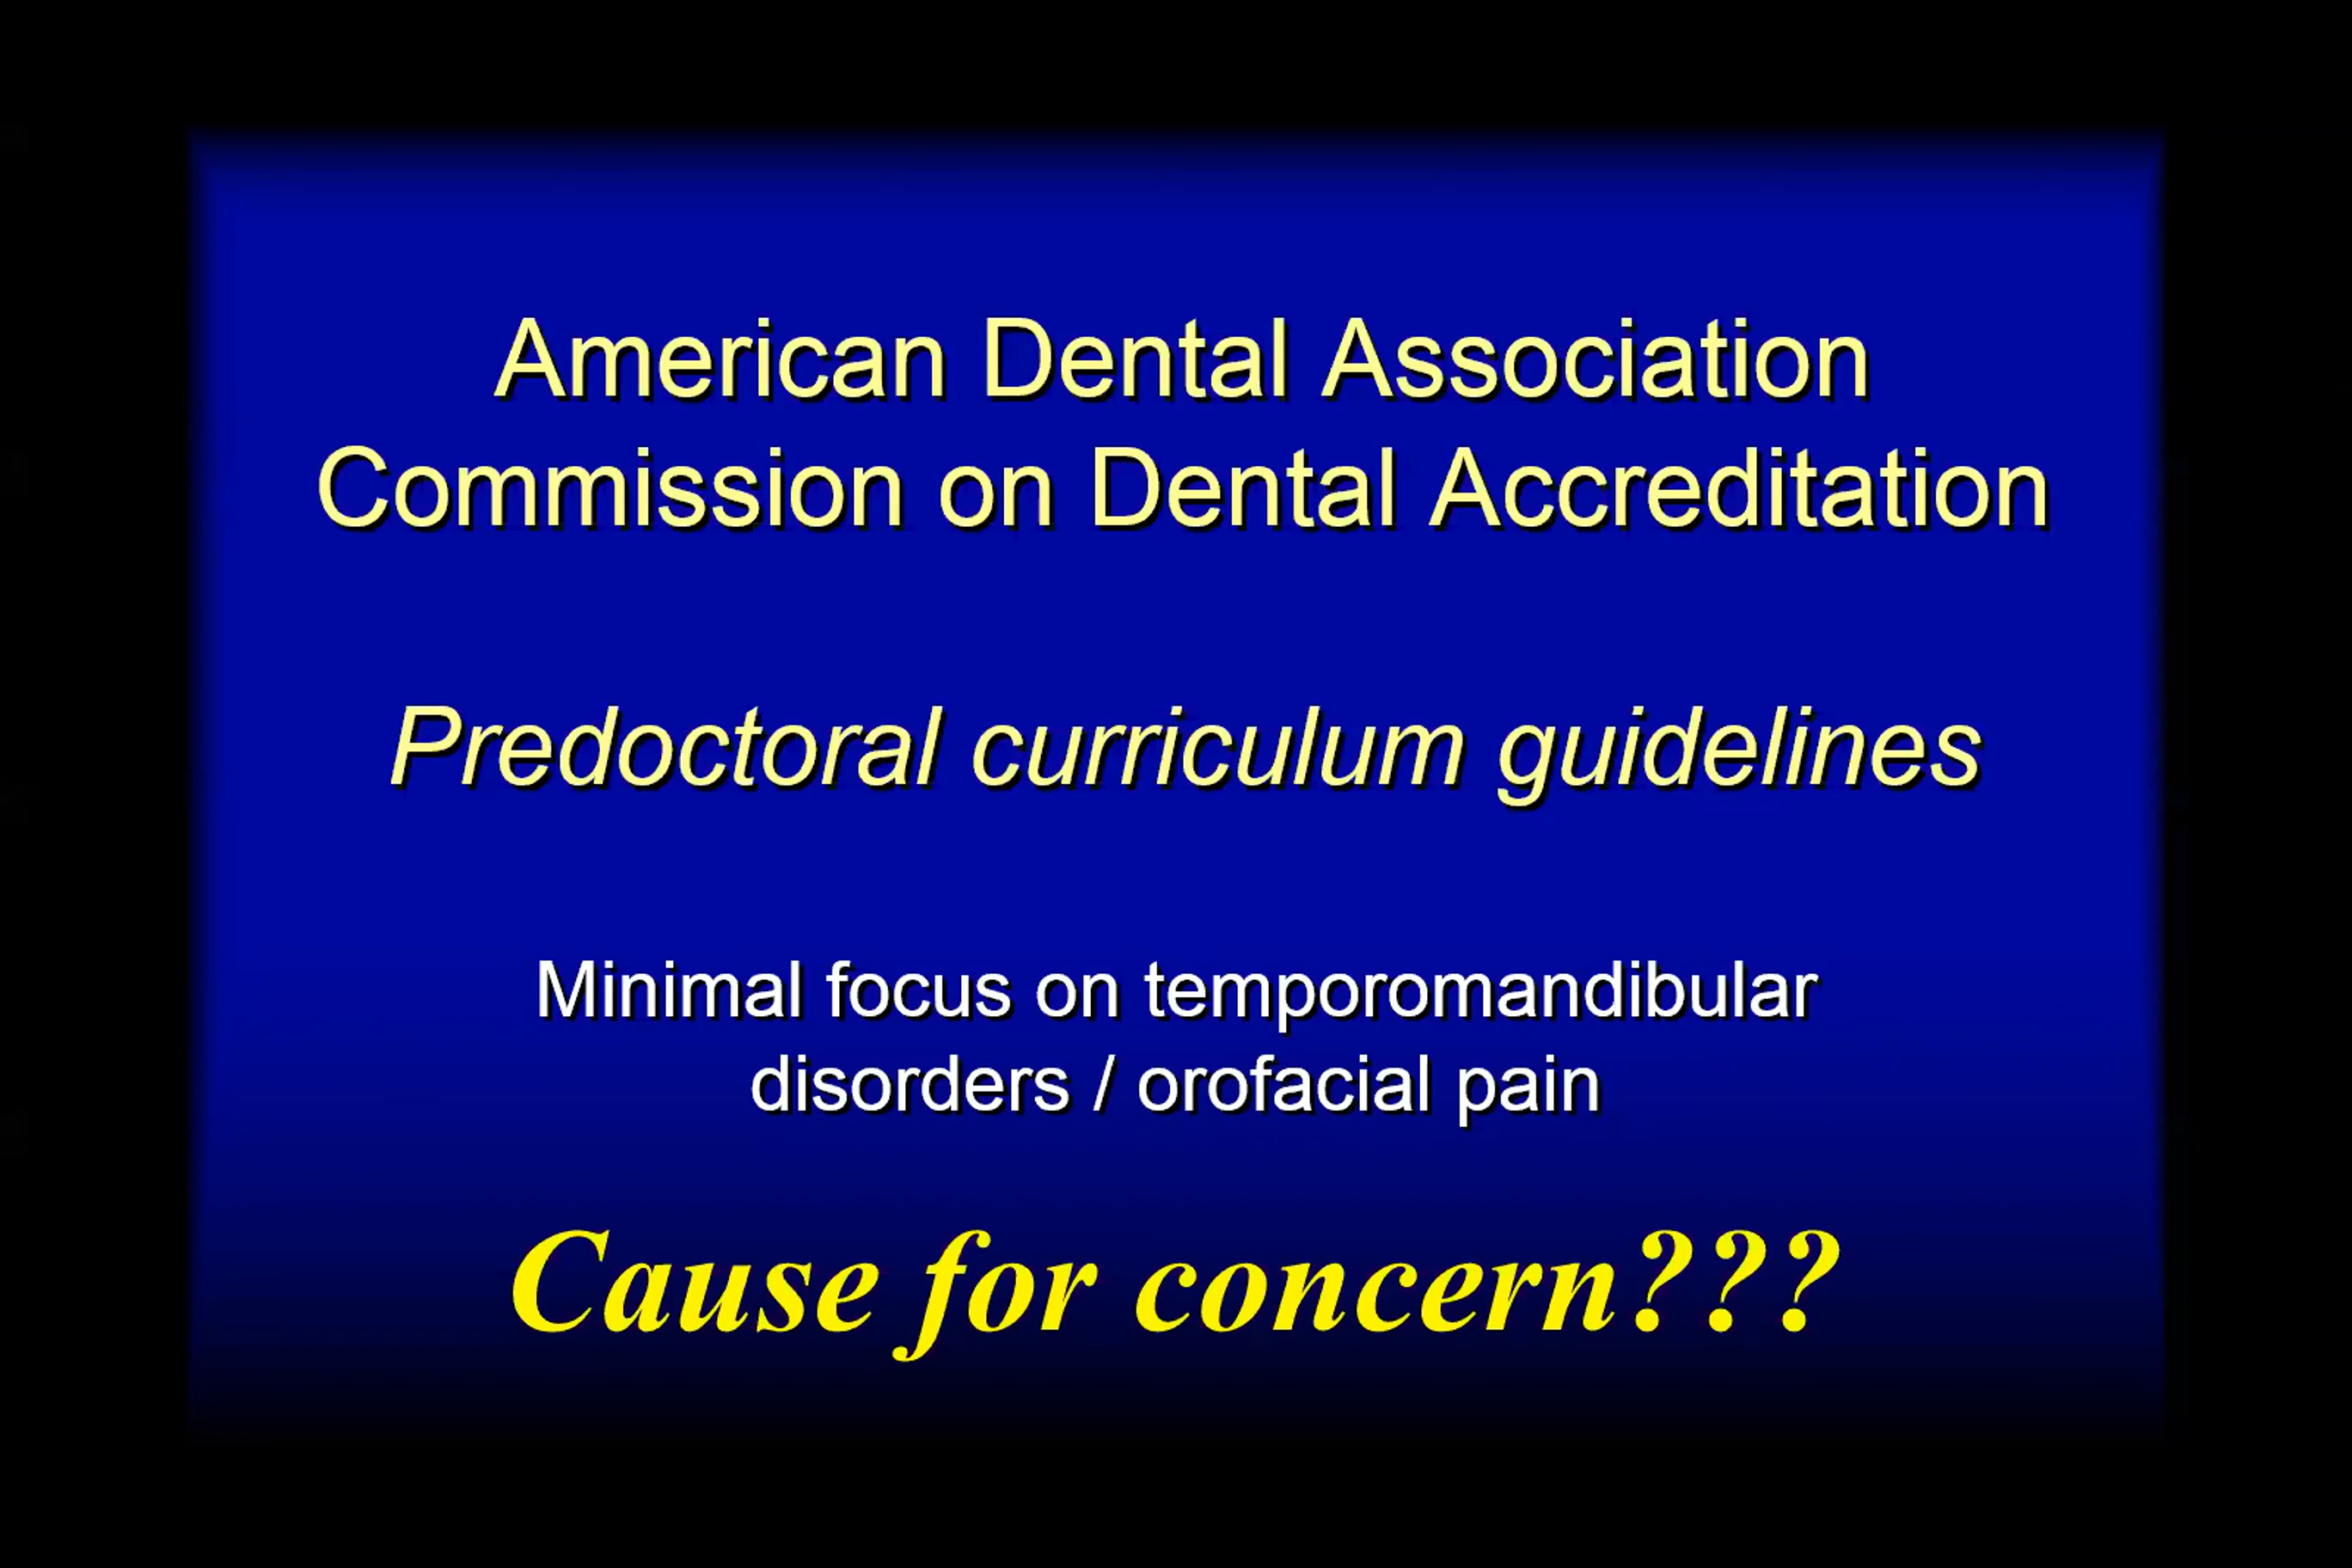 American Dental Association
Commission on Dental Accreditation
Predoctoral curriculum guidelines
Minimal focus on temporomandibular
disorders / orofacial pain
Cause for concern???